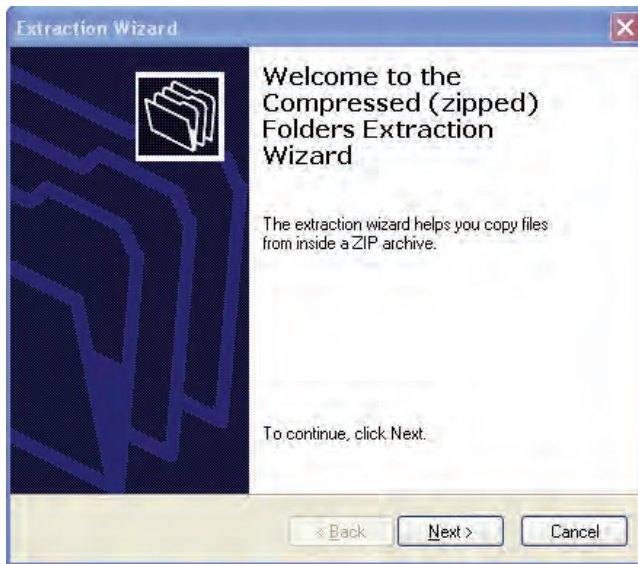 Extraction Wizard
Welcome to the
Compressed (zipped)
Folders Extraction
Wizard
The extraction wizard helps you copy files
from inside a ZIP archive.
To continue, click Next.
< Back
Next >
Cancel